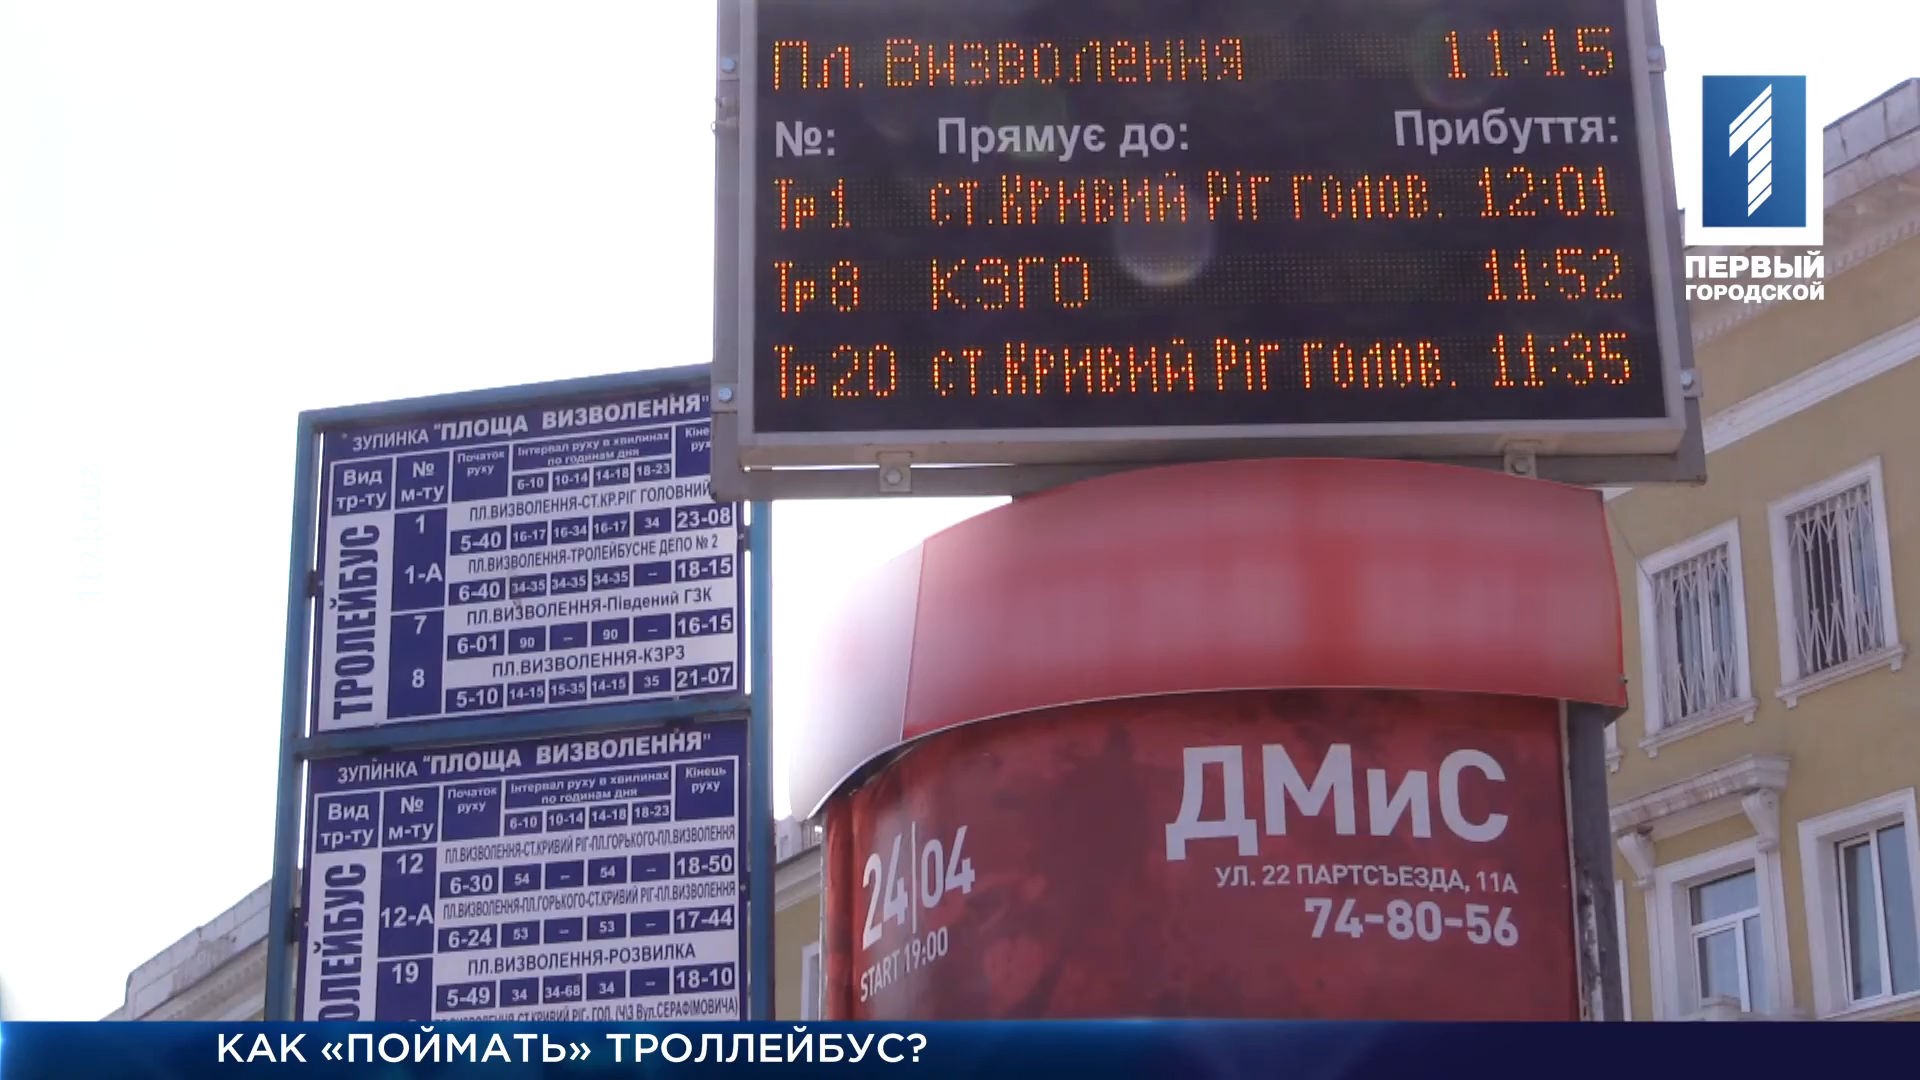 Пл. Визволення 11:15
№: Прямує до: Прибуття:
Тр 1 ст.Кривий Ріг голов. 12:01
Тр 8 КЗГО 11:52
Тр 20 ст.Кривий Ріг голов. 11:35
1
ПЕРВЫЙ
ГОРОДСКОЙ
ЗУПИНКА "ПЛОЩА ВИЗВОЛЕННЯ"
Вид тр-ту № м-ту Початок руху Інтервал руху в хвилинах по годинам дня
6-10 10-14 14-18 18-23
ТРОЛЕЙБУС
ПЛ.ВИЗВОЛЕННЯ-СТ.КР.РІГ ГОЛОВНИЙ
1 5-40 16-17 16-34 16-17 34 23-08
ПЛ.ВИЗВОЛЕННЯ-ТРОЛЕЙБУСНЕ ДЕПО № 2
1-А 6-40 34-35 34-35 34-35 – 18-15
ПЛ.ВИЗВОЛЕННЯ-Південий ГЗК
7 6-01 90 – 90 – 16-15
ПЛ.ВИЗВОЛЕННЯ-КЗРЗ
8 5-10 14-15 15-35 14-15 35 21-07
ЗУПИНКА "ПЛОЩА ВИЗВОЛЕННЯ"
Вид тр-ту № м-ту Початок руху Інтервал руху в хвилинах по годинам дня Кінець руху
6-10 10-14 14-18 18-23
ПЛ.ВИЗВОЛЕННЯ-СТ.КРИВИЙ РІГ-ПЛ.ГОРЬКОГО-ПЛ.ВИЗВОЛЕННЯ
12 6-30 54 – 54 – 18-50
ПЛ.ВИЗВОЛЕННЯ-ПЛ.ГОРЬКОГО-СТ.КРИВИЙ РІГ-ПЛ.ВИЗВОЛЕННЯ
12-А 6-24 53 – 53 – 17-44
ПЛ.ВИЗВОЛЕННЯ-РОЗВИЛКА
19 5-49 34 34-68 34 – 18-10
СТ.КРИВИЙ РІГ- ГОЛ. (Ч/З Вул.СЕРАФІМОВИЧА)
24|04
START 19:00
ДМиС
УЛ. 22 ПАРТСЪЕЗДА, 11А
74-80-56
КАК «ПОЙМАТЬ» ТРОЛЛЕЙБУС?